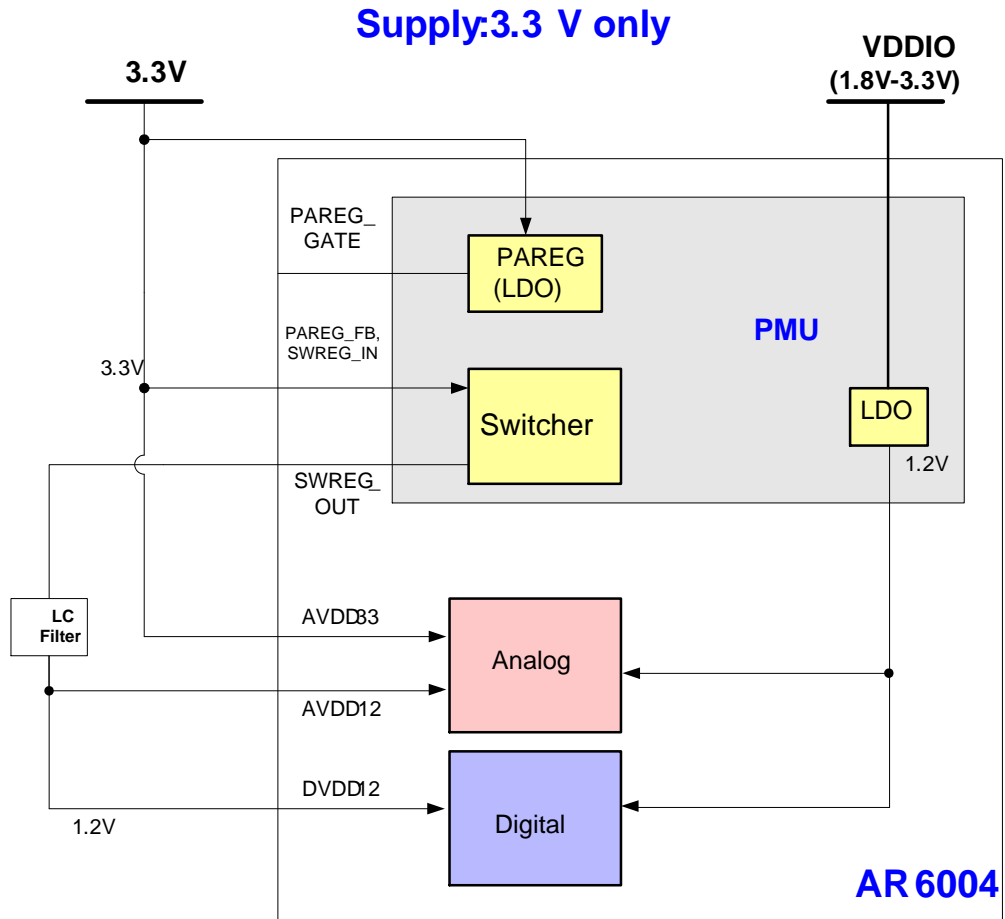 Supply:3.3 V only
3.3V
VDDIO
(1.8V-3.3V)
PAREG_
GATE
PAREG
(LDO)
PMU
PAREG_FB,
SWREG_IN
3.3V
Switcher
LDO
1.2V
SWREG_
OUT
LC
Filter
AVDD33
Analog
AVDD12
DVDD12
Digital
1.2V
AR6004